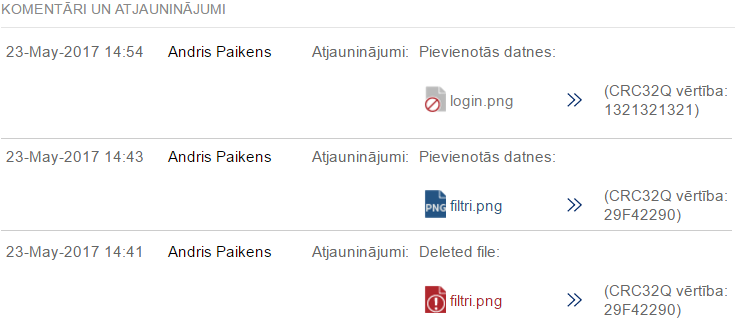 KOMENTĀRI UN ATJAUNINĀJUMI
23-May-2017 14:54 Andris Paikens Atjauninājumi: Pievienotās datnes:
login.png (CRC32Q vērtība:
1321321321)
23-May-2017 14:43 Andris Paikens Atjauninājumi: Pievienotās datnes:
PNG filtri.png (CRC32Q vērtība:
29F42290)
23-May-2017 14:41 Andris Paikens Atjauninājumi: Deleted file:
filtri.png (CRC32Q vērtība:
29F42290)